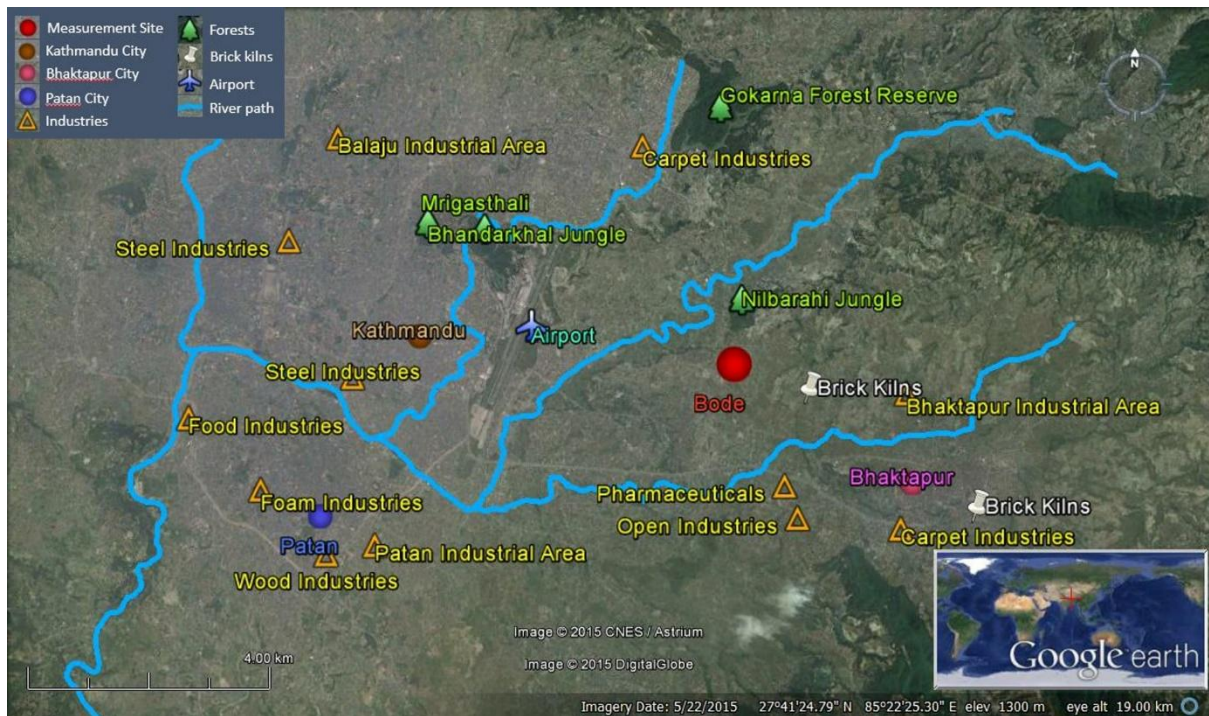 Measurement Site
Kathmandu City
Bhaktapur City
Patan City
Industries
Forests
Brick kilns
Airport
River path
N
Gokarna Forest Reserve
Balaju Industrial Area
Carpet Industries
Mrigasthali
Bhandarkhal Jungle
Steel Industries
Nilbarahi Jungle
Kathmandu
Airport
Steel Industries
Brick Kilns
Bode
Bhaktapur Industrial Area
Food Industries
Bhaktapur
Pharmaceuticals
Foam Industries
Brick Kilns
Open Industries
Carpet Industries
Patan
Patan Industrial Area
Wood Industries
Image © 2015 CNES / Astrium
4.00 km
Image © 2015 DigitalGlobe
Google earth
Imagery Date: 5/22/2015 27º41'24.79" N 85º22'25.30" E elev 1300 m eye alt 19.00 km